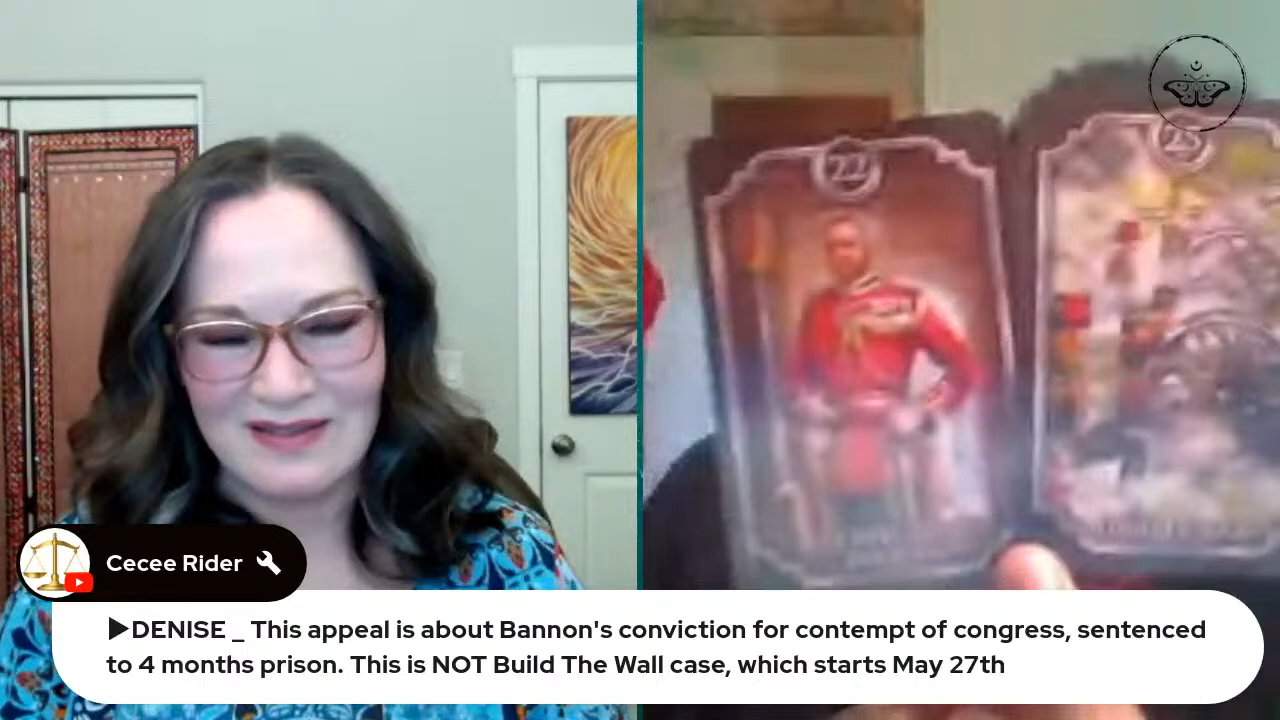 22
Cecee Rider
▶DENISE _ This appeal is about Bannon's conviction for contempt of congress, sentenced
to 4 months prison. This is NOT Build The Wall case, which starts May 27th